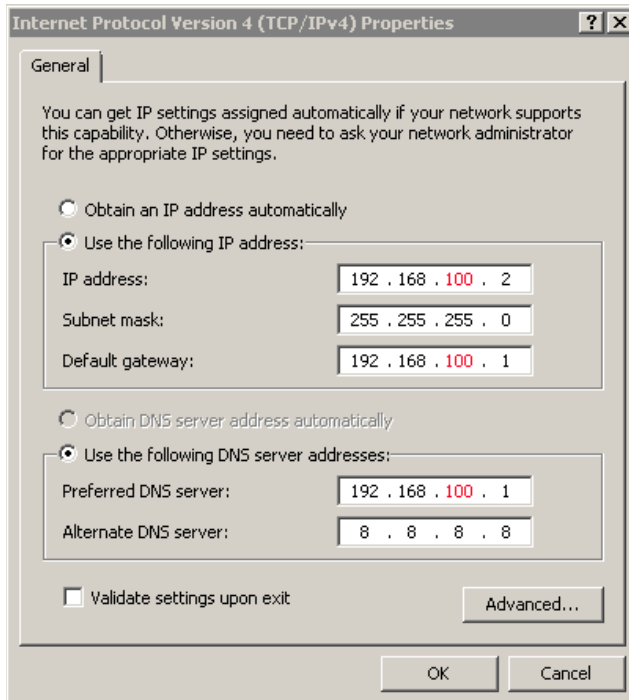 Internet Protocol Version 4 (TCP/IPv4) Properties
General
You can get IP settings assigned automatically if your network supports
this capability. Otherwise, you need to ask your network administrator
for the appropriate IP settings.
Obtain an IP address automatically
Use the following IP address:
IP address: 192 . 168 . 100 . 2
Subnet mask: 255 . 255 . 255 . 0
Default gateway: 192 . 168 . 100 . 1
Obtain DNS server address automatically
Use the following DNS server addresses:
Preferred DNS server: 192 . 168 . 100 . 1
Alternate DNS server: 8 . 8 . 8 . 8
Validate settings upon exit
Advanced...
OK Cancel